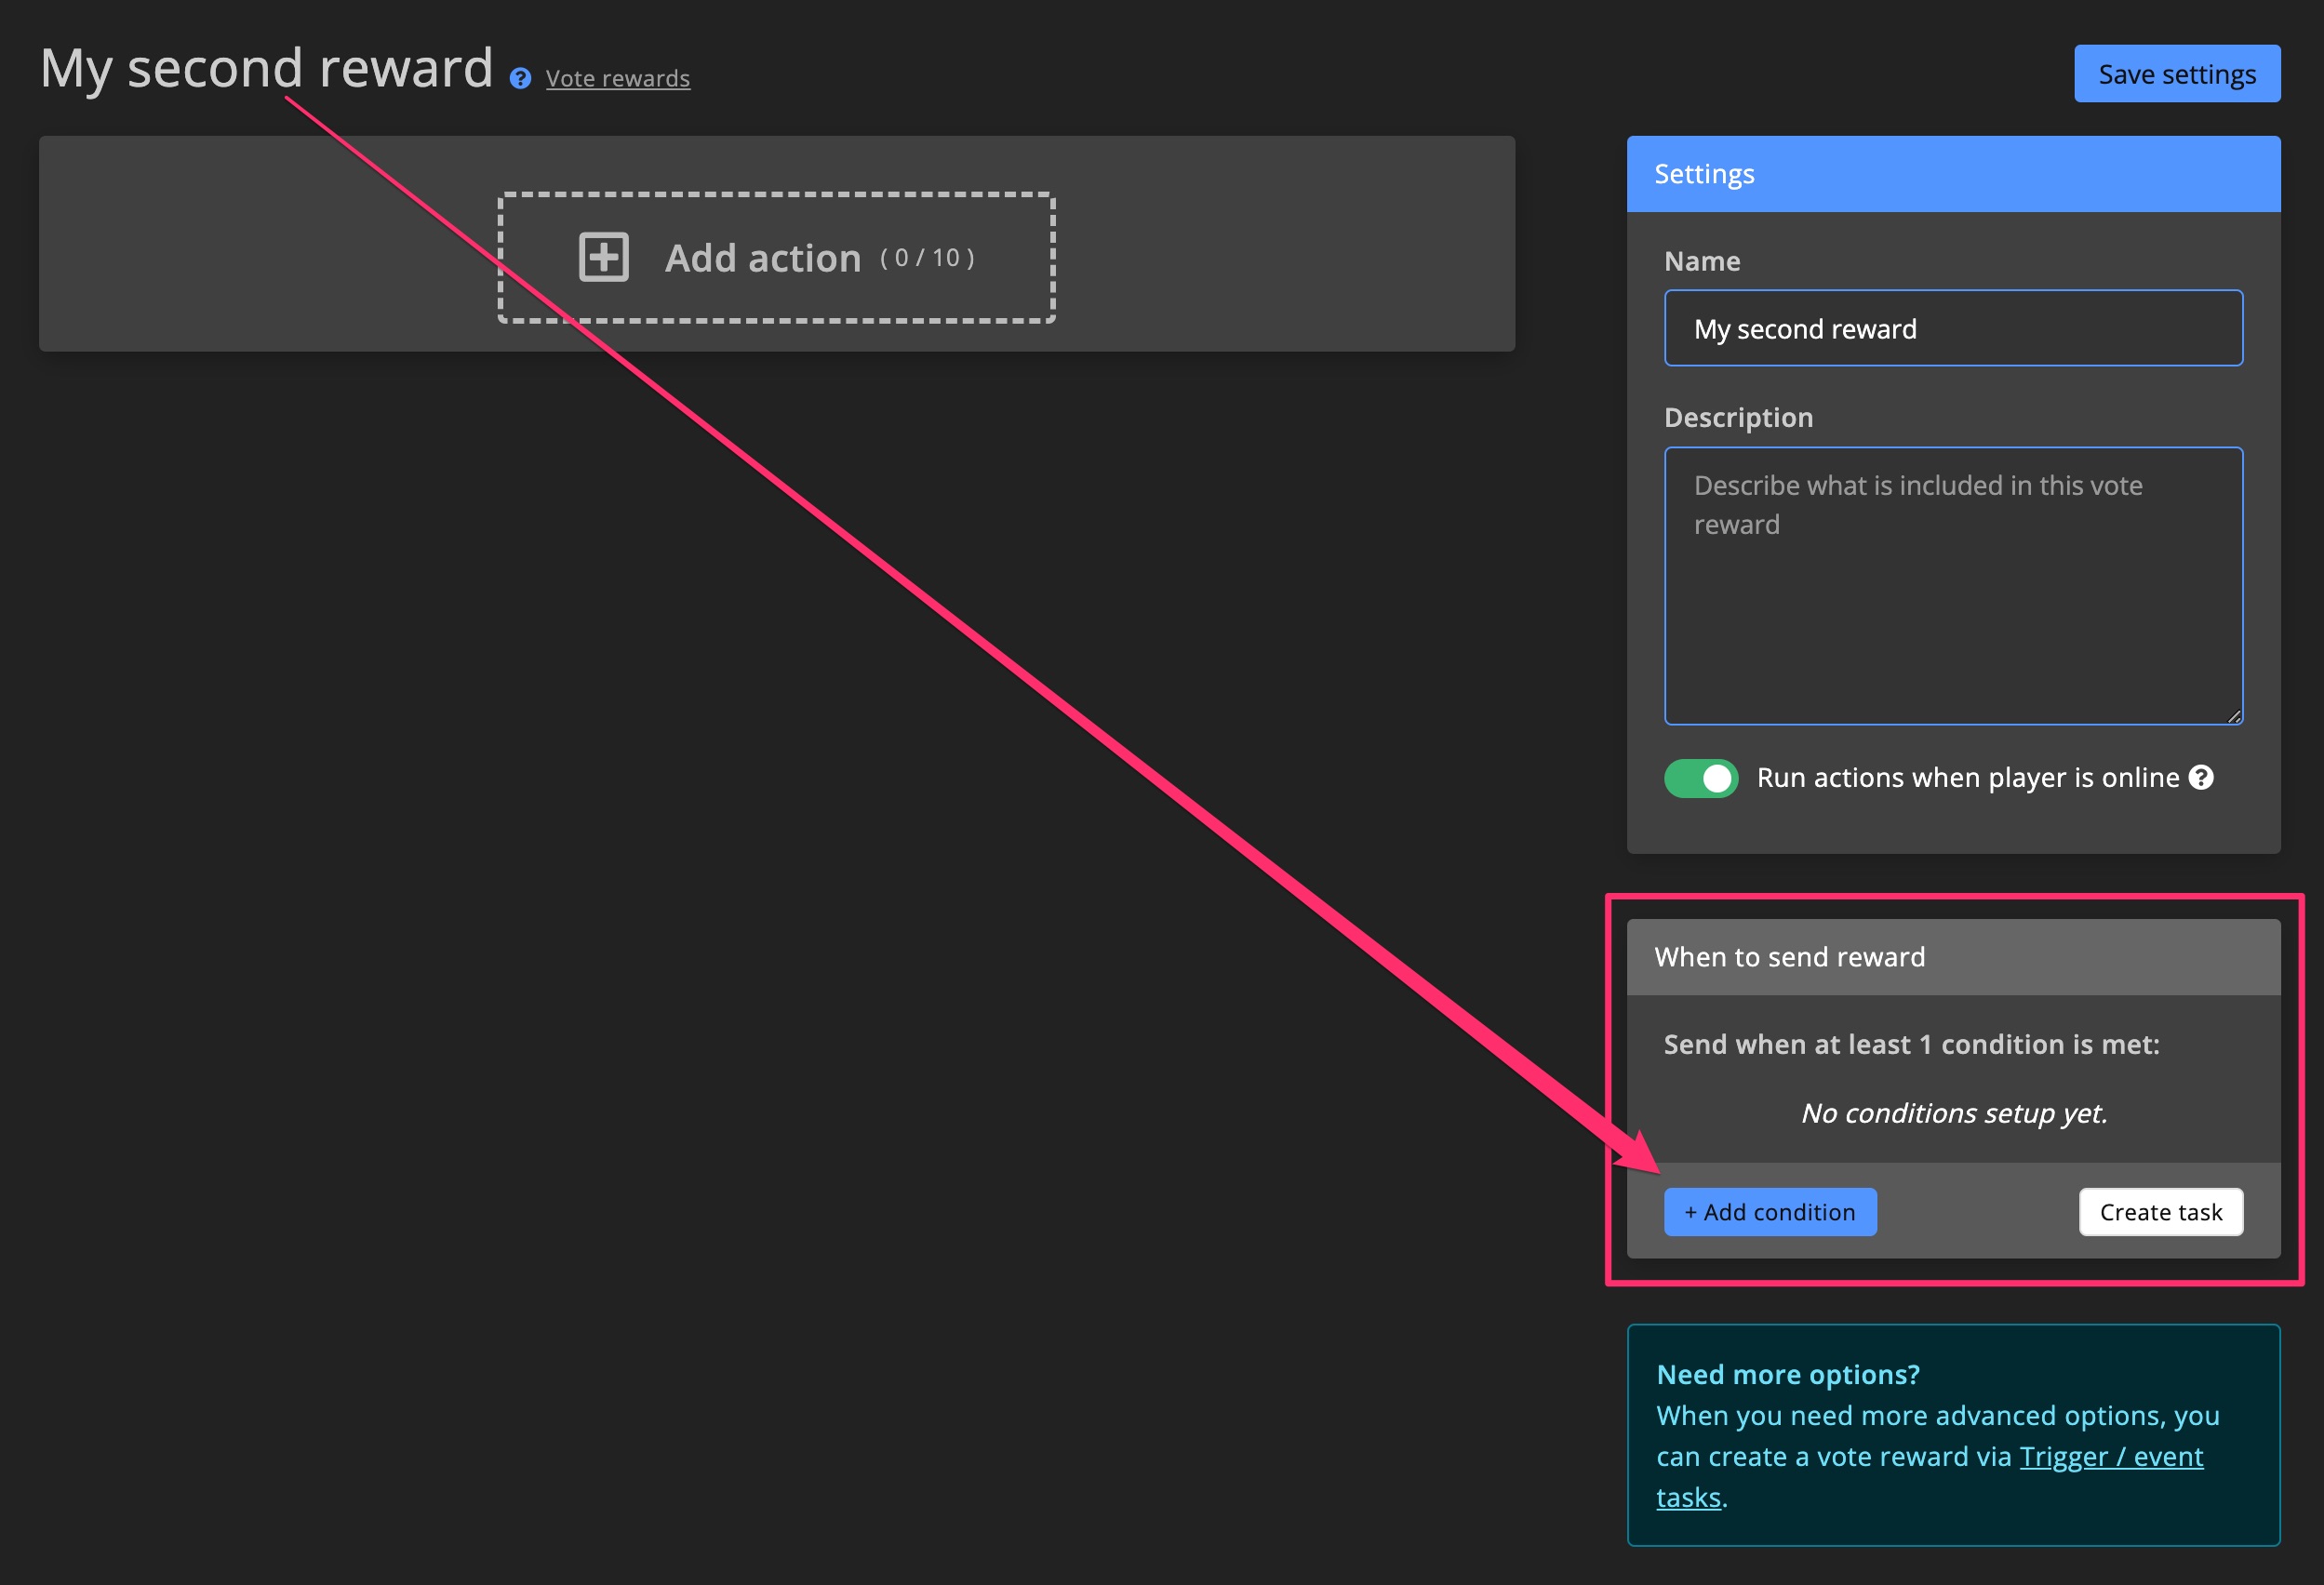 My second reward ? Vote rewards
Save settings
Add action ( 0 / 10 )
Settings
Name
My second reward
Description
Describe what is included in this vote
reward
Run actions when player is online ?
When to send reward
Send when at least 1 condition is met:
No conditions setup yet.
+ Add condition
Create task
Need more options?
When you need more advanced options, you
can create a vote reward via Trigger / event
tasks.